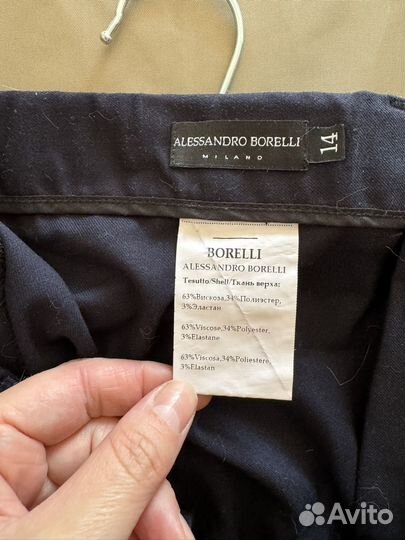 ALESSANDRO BORELLI
MILANO
14
BORELLI
ALESSANDRO BORELLI
Tessuto/Shell/Ткань верха:
63%Вискоза,34%Полиэстер,
3%Эластан
63%Viscose,34%Polyester,
3%Elastane
63%Viscosa,34%Poliestere,
3%Elastan
Avito